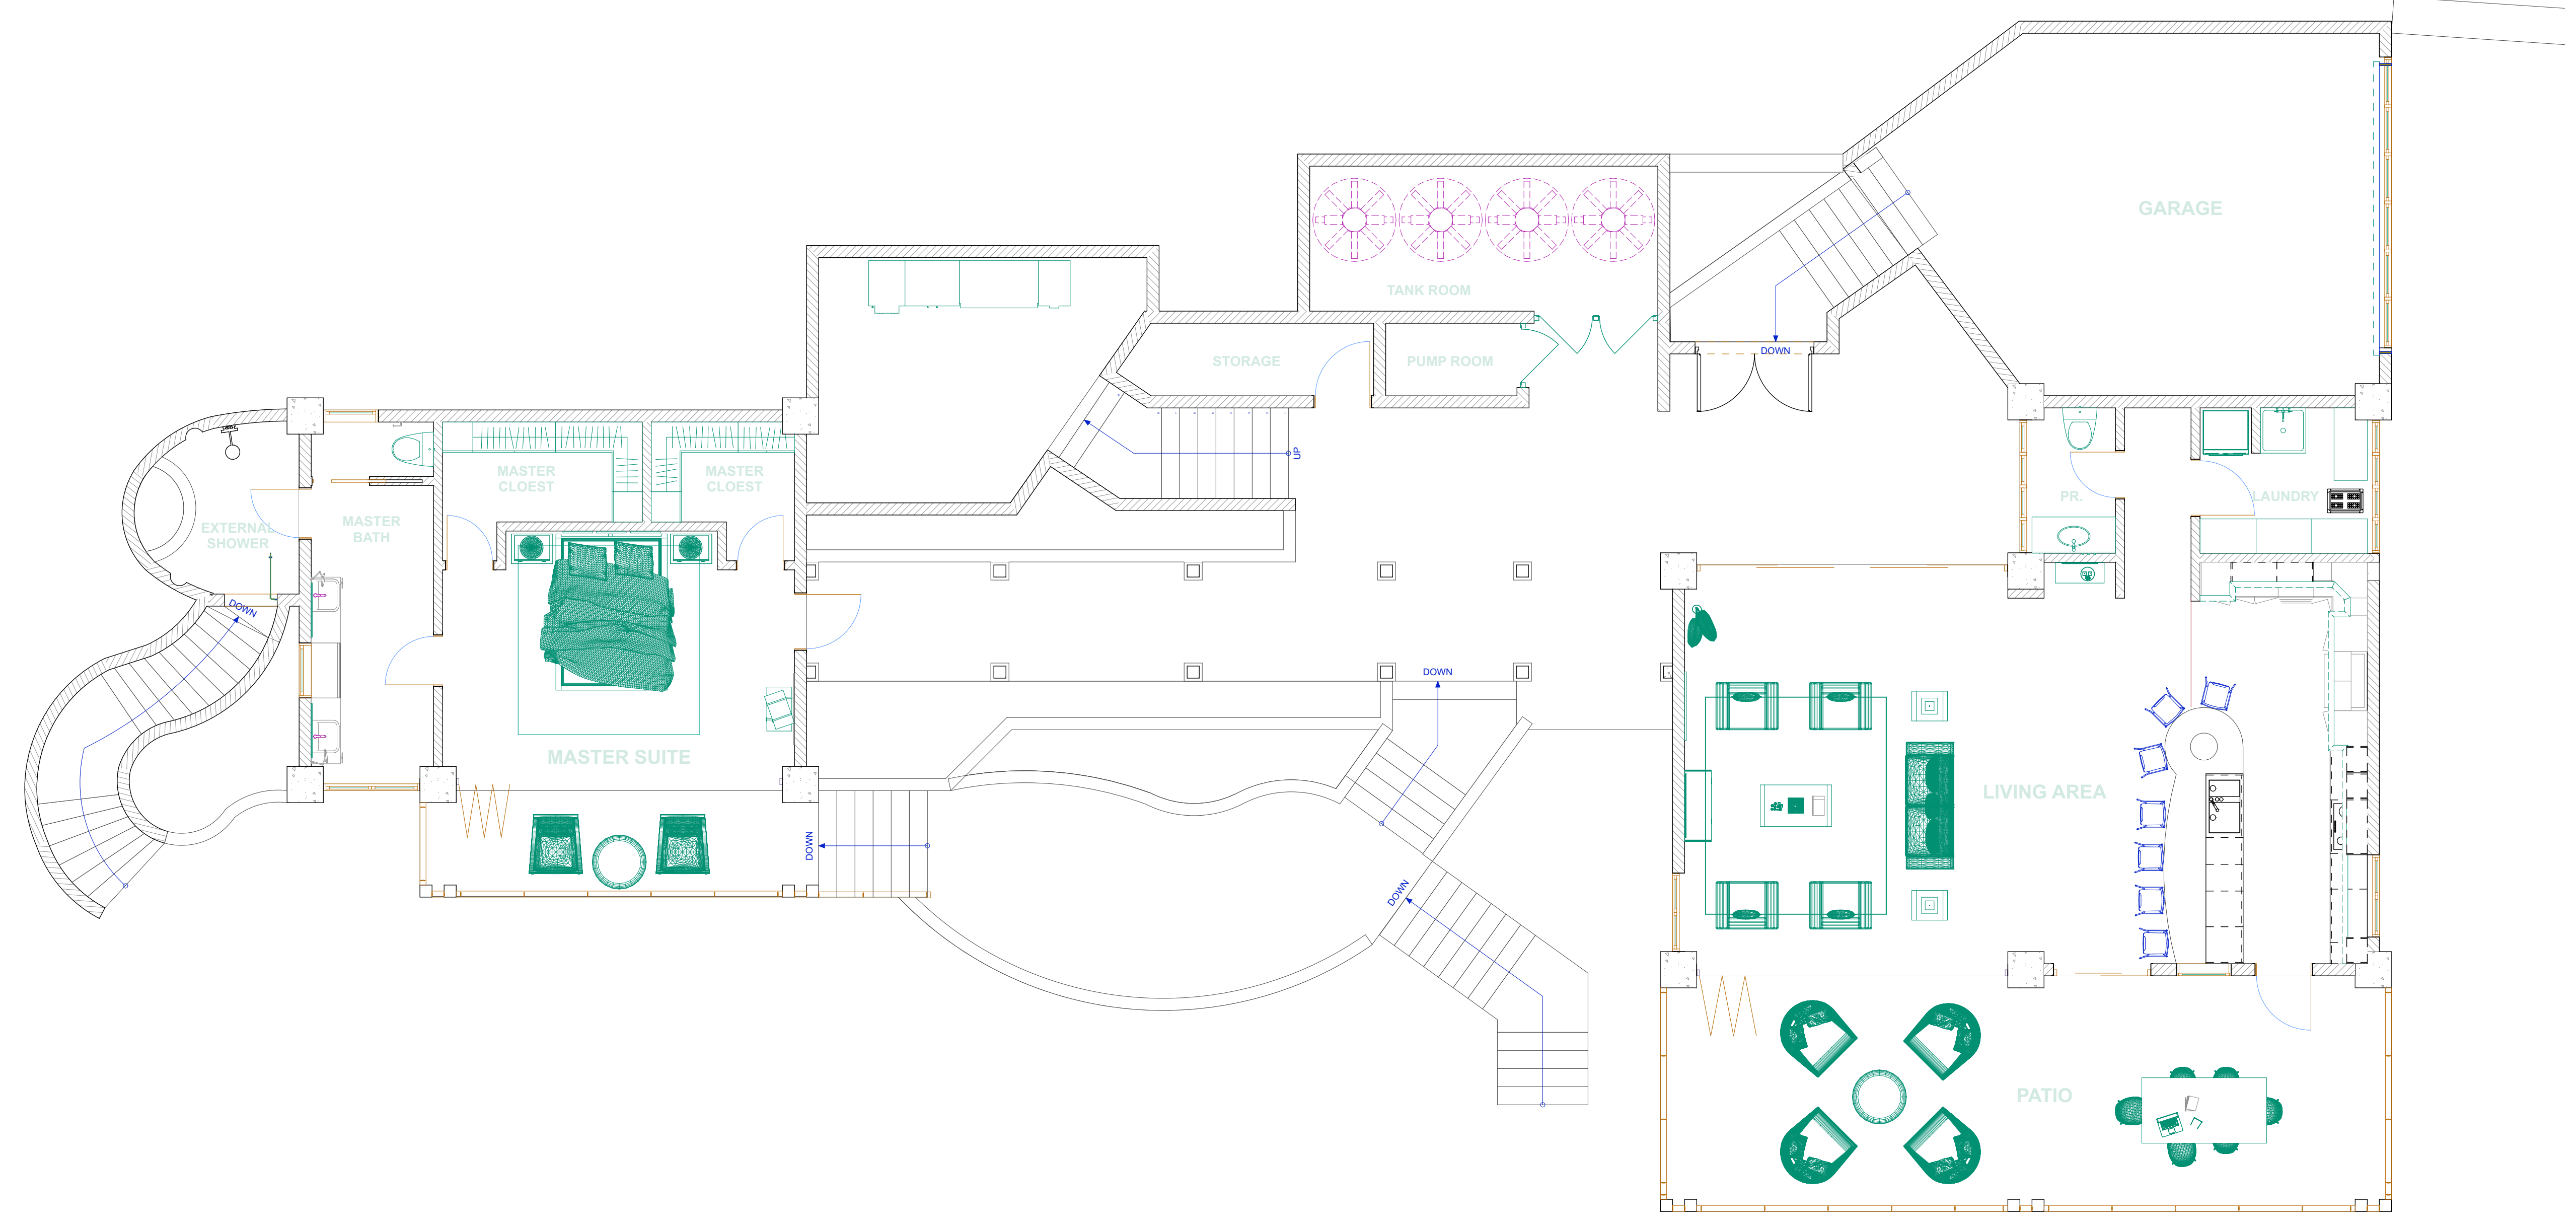 GARAGE
TANK ROOM
DOWN
STORAGE
PUMP ROOM
UP
MASTER
CLOEST
MASTER
CLOEST
PR.
LAUNDRY
EXTERNAL
SHOWER
MASTER
BATH
DOWN
DOWN
MASTER SUITE
LIVING AREA
DOWN
DOWN
PATIO